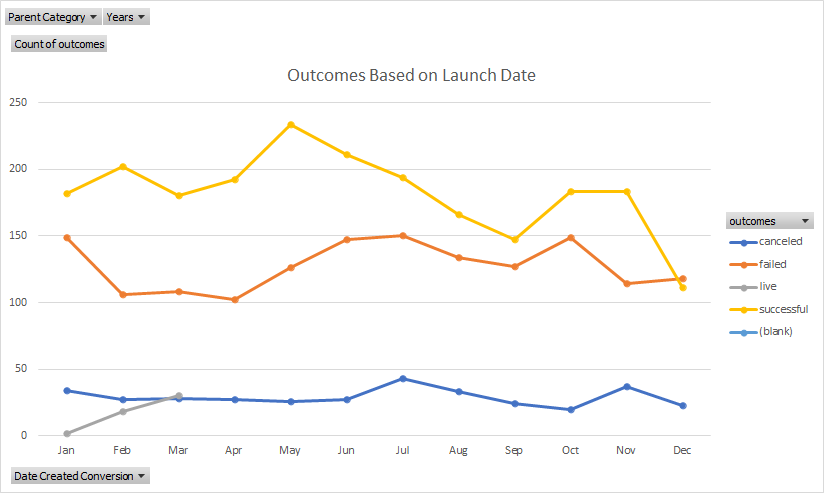 Parent Category Years
Count of outcomes
Outcomes Based on Launch Date
250
200
150
100
50
0
Jan Feb Mar Apr May Jun Jul Aug Sep Oct Nov Dec
outcomes
canceled
failed
live
successful
(blank)
Date Created Conversion